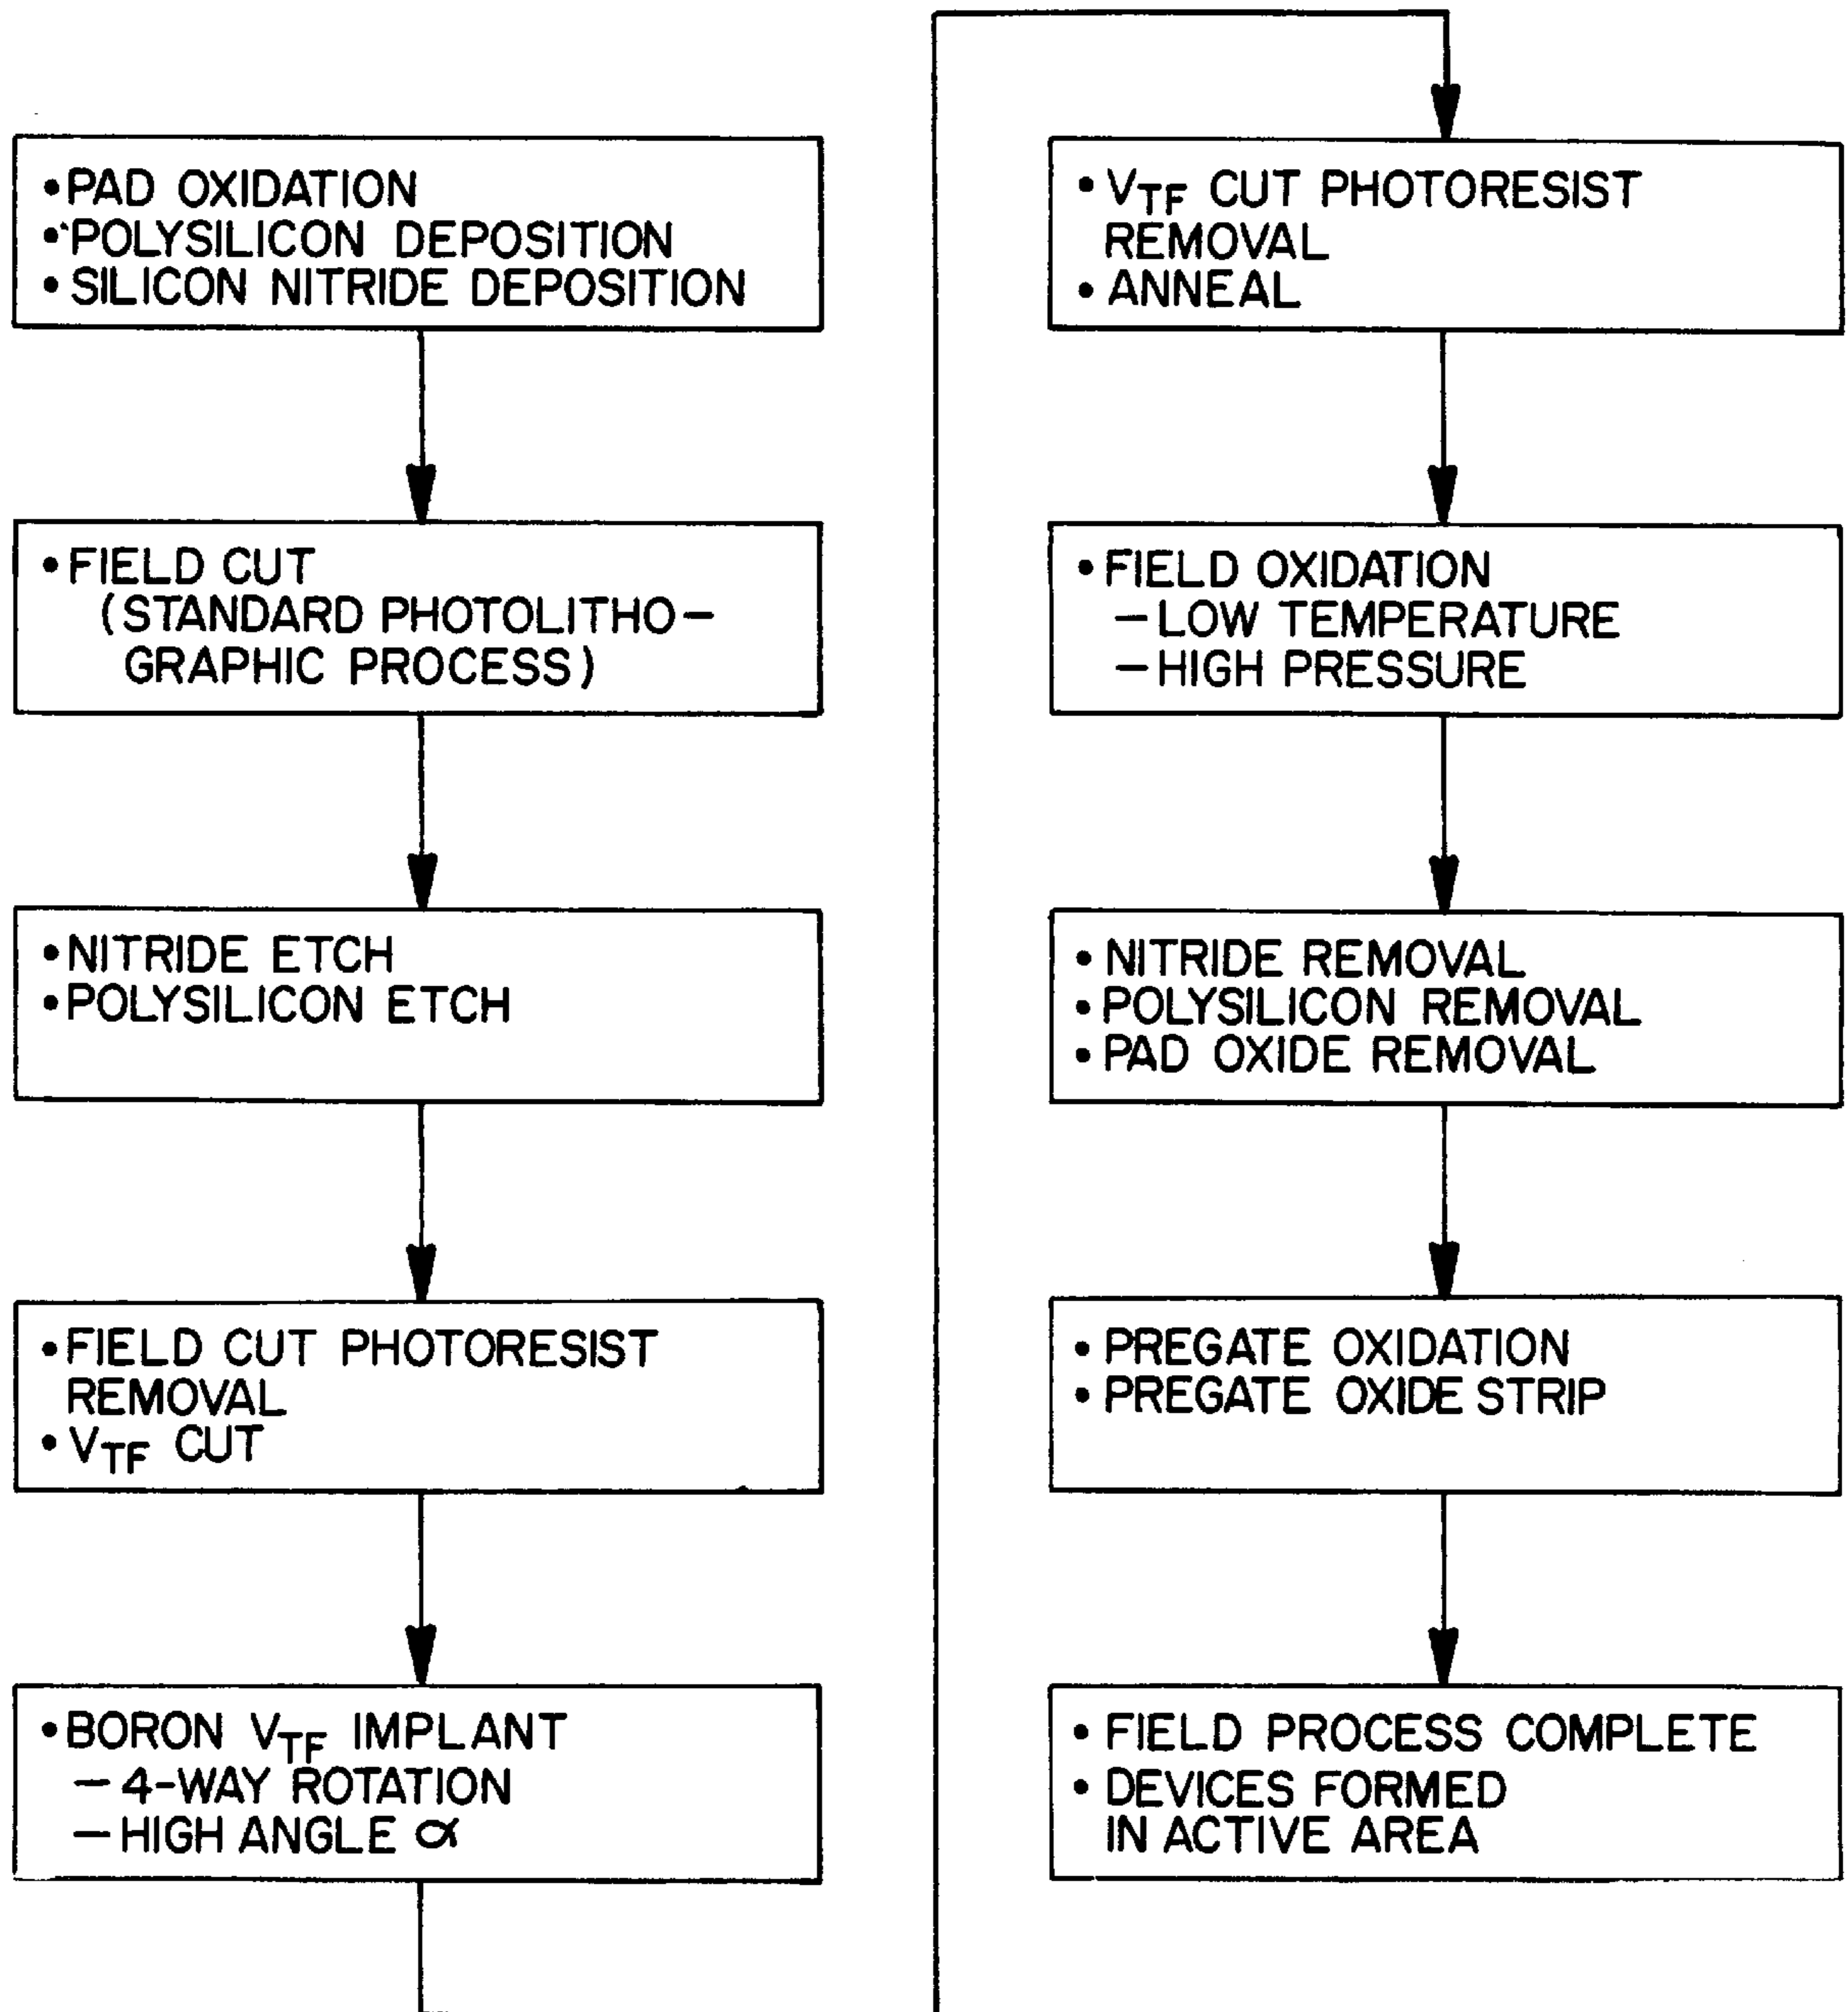 •PAD OXIDATION
•POLYSILICON DEPOSITION
•SILICON NITRIDE DEPOSITION
•FIELD CUT
(STANDARD PHOTOLITHO-
GRAPHIC PROCESS)
•NITRIDE ETCH
•POLYSILICON ETCH
•FIELD CUT PHOTORESIST
REMOVAL
•VTF CUT
•BORON VTF IMPLANT
—4-WAY ROTATION
—HIGH ANGLE α
•VTF CUT PHOTORESIST
REMOVAL
•ANNEAL
•FIELD OXIDATION
—LOW TEMPERATURE
—HIGH PRESSURE
•NITRIDE REMOVAL
•POLYSILICON REMOVAL
•PAD OXIDE REMOVAL
•PREGATE OXIDATION
•PREGATE OXIDE STRIP
•FIELD PROCESS COMPLETE
•DEVICES FORMED
IN ACTIVE AREA